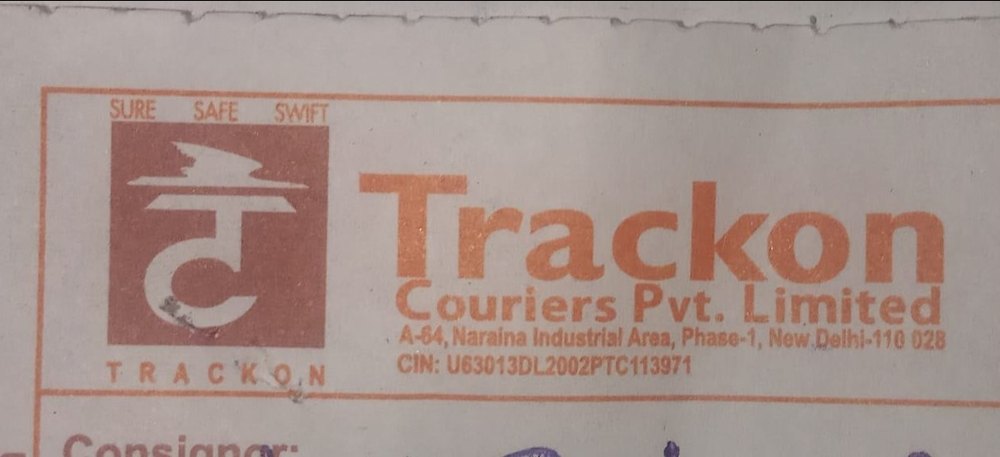 SURE SAFE SWIFT
TRACKON
Trackon
Couriers Pvt. Limited
A-64, Naraina Industrial Area, Phase-1, New Delhi-110 028
CIN: U63013DL2002PTC113971
Consignor: